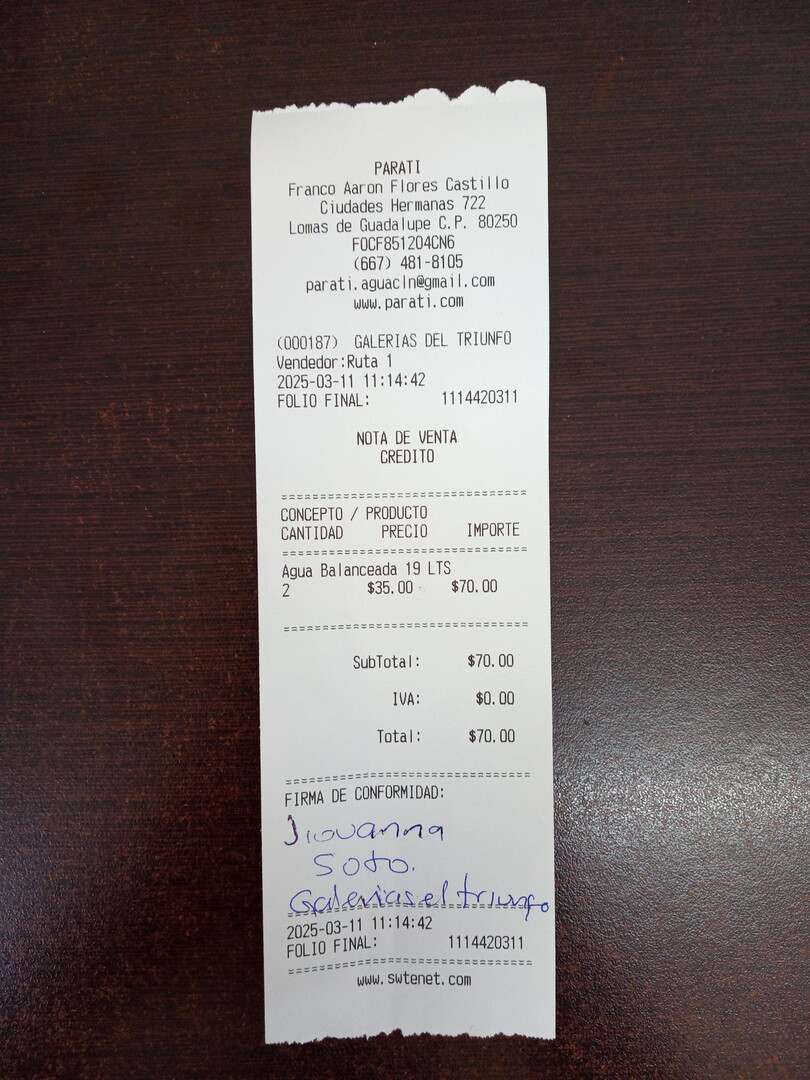 PARATI
Franco Aaron Flores Castillo
Ciudades Hermanas 722
Lomas de Guadalupe C.P. 80250
FOCF851204CN6
(667) 481-8105
parati.aguacln@gmail.com
www.parati.com
(000187) GALERIAS DEL TRIUNFO
Vendedor:Ruta 1
2025-03-11 11:14:42
FOLIO FINAL: 1114420311
NOTA DE VENTA
CREDITO
CONCEPTO / PRODUCTO
CANTIDAD PRECIO IMPORTE
Agua Balanceada 19 LTS
2 $35.00 $70.00
SubTotal: $70.00
IVA: $0.00
Total: $70.00
FIRMA DE CONFORMIDAD:
Jiovanna
Soto.
Galerias el triunfo
2025-03-11 11:14:42
FOLIO FINAL: 1114420311
www.swtenet.com